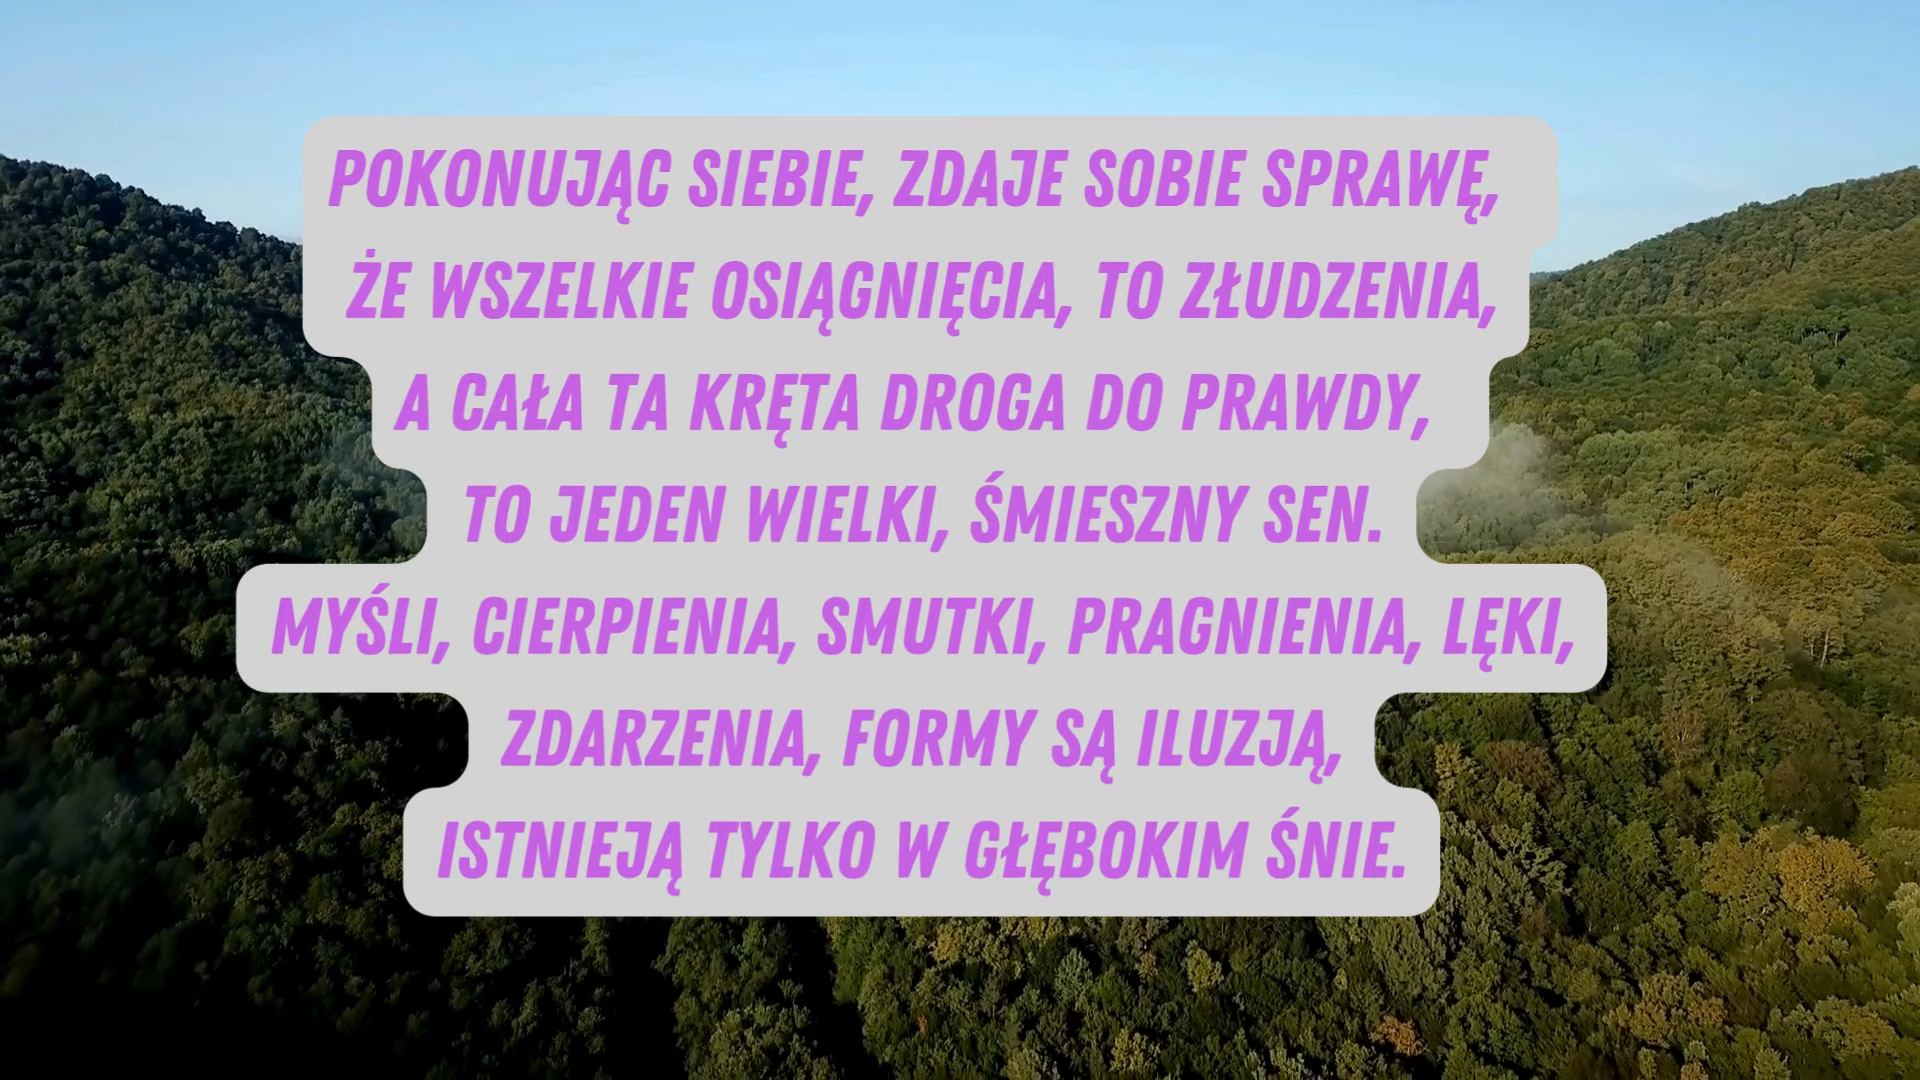 POKONUJĄC SIEBIE, ZDAJE SOBIE SPRAWĘ,
ŻE WSZELKIE OSIĄGNIĘCIA, TO ZŁUDZENIA,
A CAŁA TA KRĘTA DROGA DO PRAWDY,
TO JEDEN WIELKI, ŚMIESZNY SEN.
MYŚLI, CIERPIENIA, SMUTKI, PRAGNIENIA, LĘKI,
ZDARZENIA, FORMY SĄ ILUZJĄ,
ISTNIEJĄ TYLKO W GŁĘBOKIM ŚNIE.